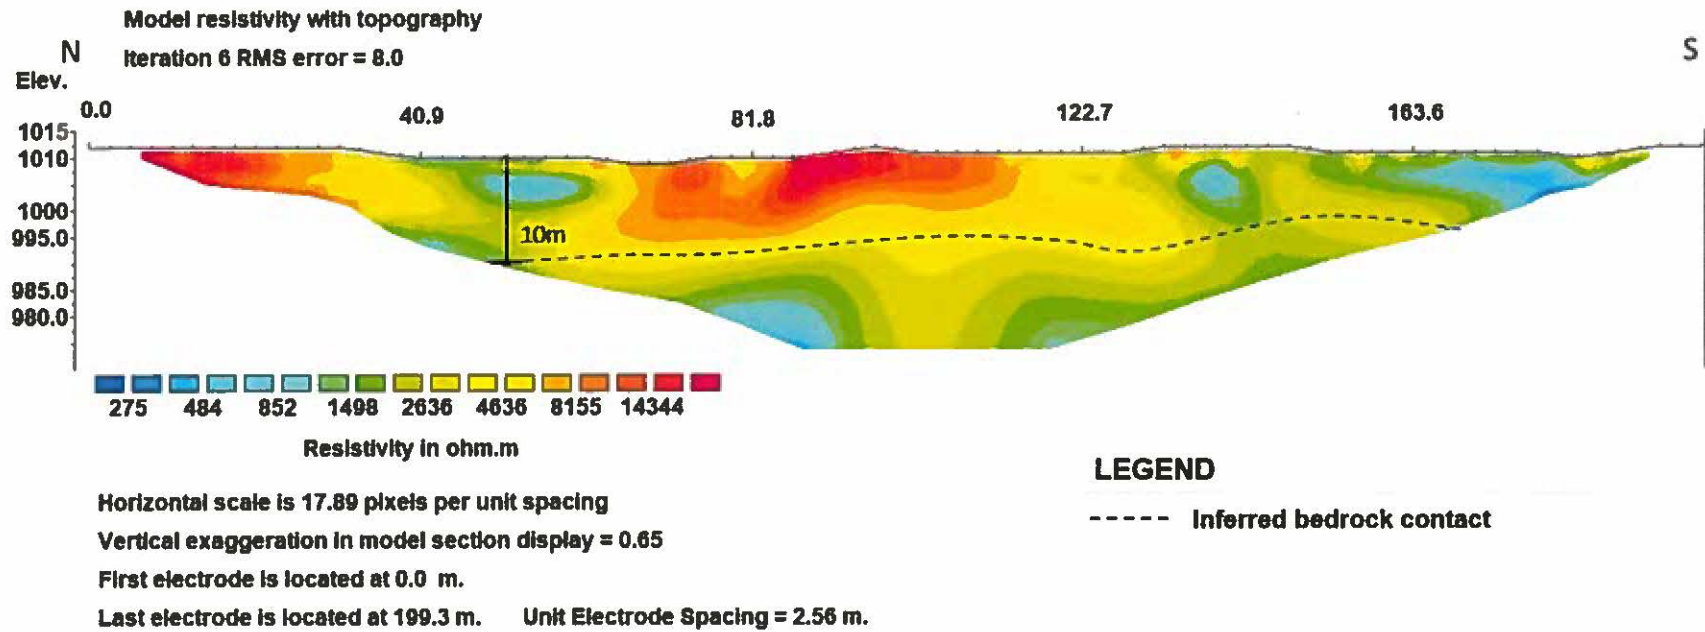 Model resistivity with topography
N
S
Iteration 6 RMS error = 8.0
Elev.
0.0
40.9
81.8
122.7
163.6
1015
1010
1000
995.0
985.0
980.0
10m
275 484 852 1498 2636 4636 8155 14344
Resistivity in ohm.m
Horizontal scale is 17.89 pixels per unit spacing
Vertical exaggeration in model section display = 0.65
First electrode is located at 0.0 m.
Last electrode is located at 199.3 m. Unit Electrode Spacing = 2.56 m.
LEGEND
Inferred bedrock contact